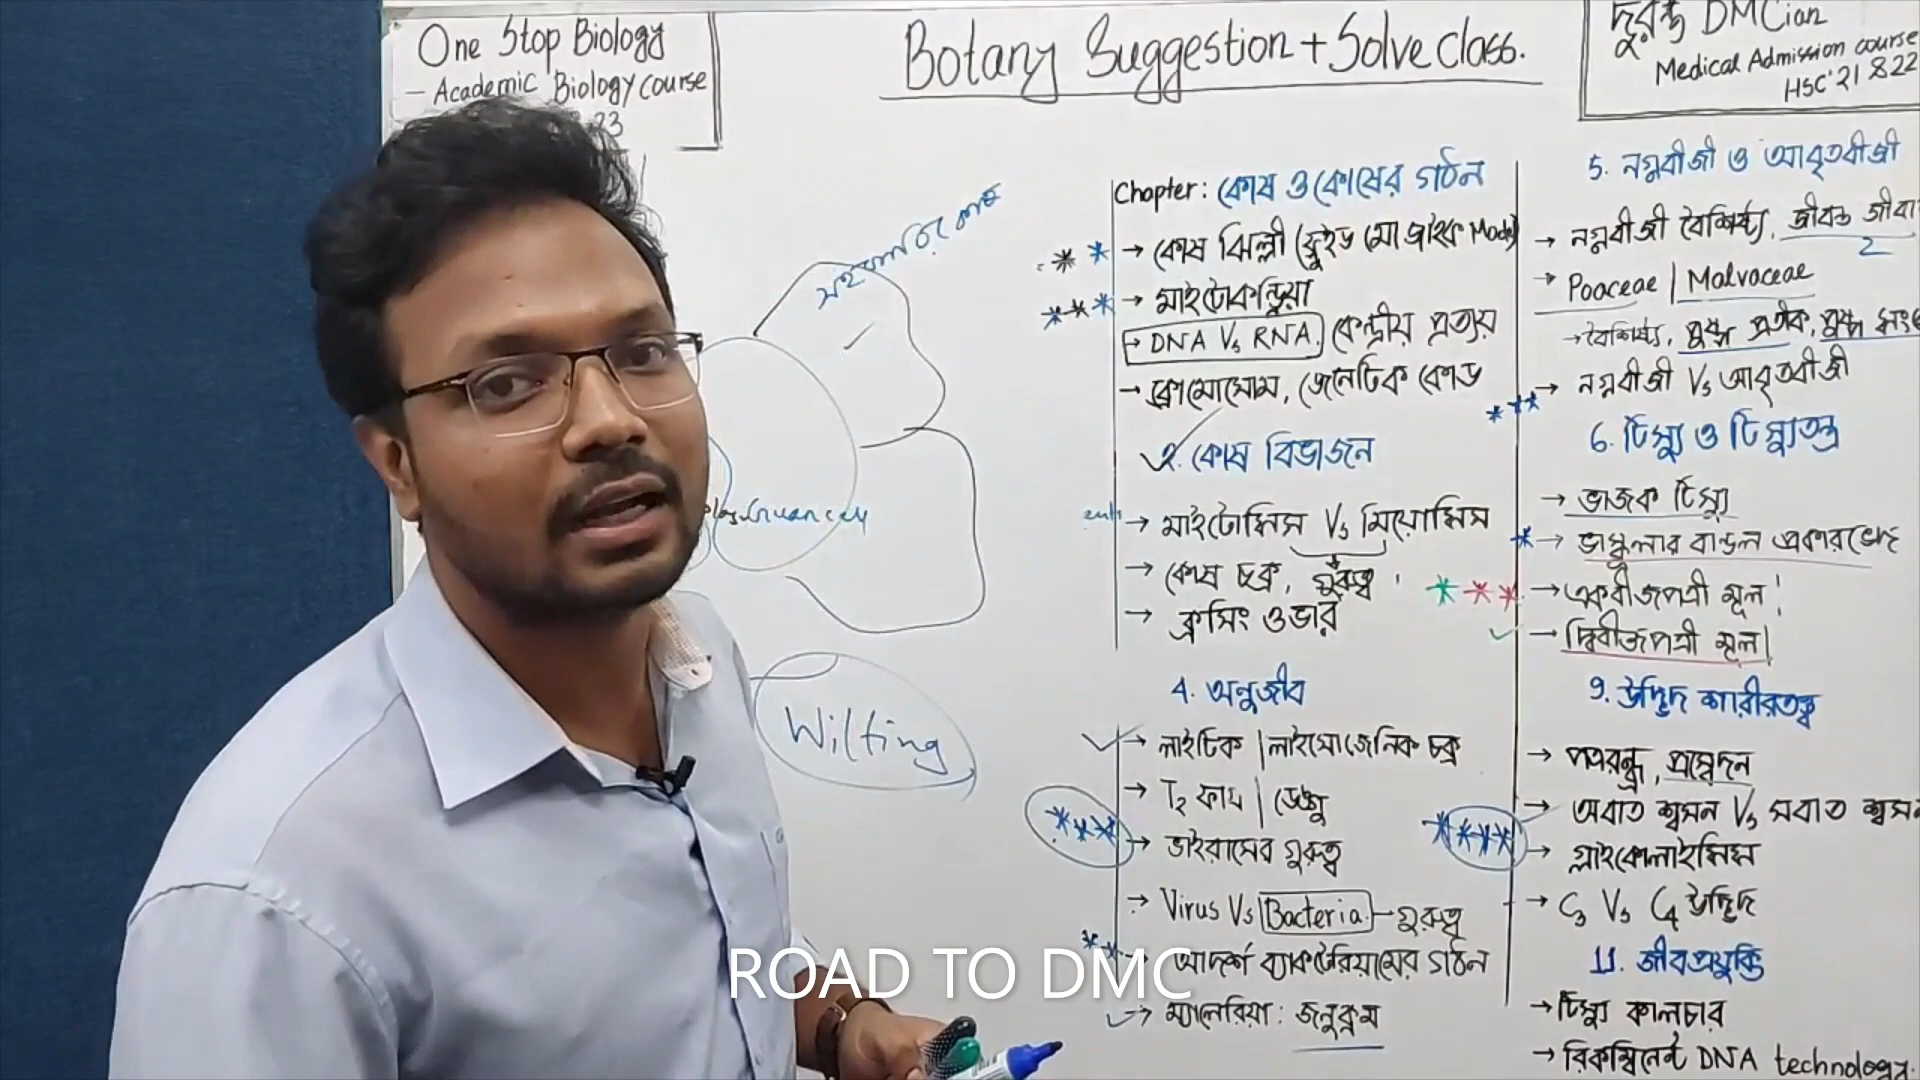 One Stop Biology
- Academic Biology course
23
Botany Suggestion + Solve class.
দুরন্ত DMCian
Medical Admission course
HSC'21 & 22
Chapter: কোষ ও কোষের গঠন
** → কোষ ঝিল্লী (ফ্লুইড মোজাইক Model)
*** → মাইটোকন্ড্রিয়া
→ DNA Vs RNA. কেন্দ্রীয় প্রত্যয়
→ ক্রোমোসোম, জেনেটিক কোড
২. কোষ বিভাজন
→ মাইটোসিস Vs মিয়োসিস
→ কোষ চক্র, গুরুত্ব
→ ক্রসিং ওভার
4. অনুজীব
→ লাইটিক | লাইসোজেনিক চক্র
→ T2 ফায | ডেঙ্গু
*** → ভাইরাসের গুরুত্ব
→ Virus Vs Bacteria → গুরুত্ব
** → আদর্শ ব্যাকটেরিয়ামের গঠন
→ ম্যালেরিয়া: জনুক্রম
5. নগ্নবীজী ও আবৃতবীজী
→ নগ্নবীজী বৈশিষ্ট্য, জীবন্ত জীবা
2
→ Poaceae | Malvaceae
→ বৈশিষ্ট্য, পুষ্প প্রতীক, পুষ্প সংকে
*** → নগ্নবীজী Vs আবৃতবীজী
6. টিস্যু ও টিস্যুতন্ত্র
→ ভাজক টিস্যু
* → ভাস্কুলার বান্ডল প্রকারভেদ
*** → একবীজপত্রী মূল
→ দ্বিবীজপত্রী মূল
9. উদ্ভিদ শারীরতত্ত্ব
→ পত্ররন্ধ্র, প্রস্বেদন
→ অবাত শ্বসন Vs সবাত শ্বসন
**** → গ্লাইকোলাইসিস
→ C3 Vs C4 উদ্ভিদ
11. জীবপ্রযুক্তি
→ টিস্যু কালচার
→ রিকম্বিনেন্ট DNA technology.
Wilting
ROAD TO DMC